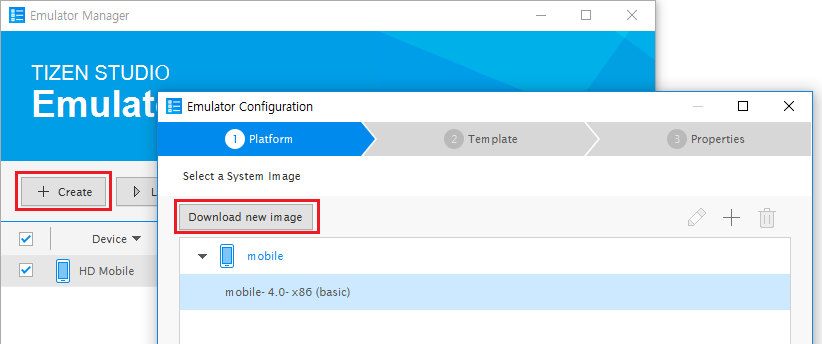 Emulator Manager
TIZEN STUDIO
Emulato
Emulator Configuration
1 Platform
2 Template
3 Properties
Select a System Image
+ Create
L
Download new image
Device
mobile
HD Mobile
mobile- 4.0- x86 (basic)